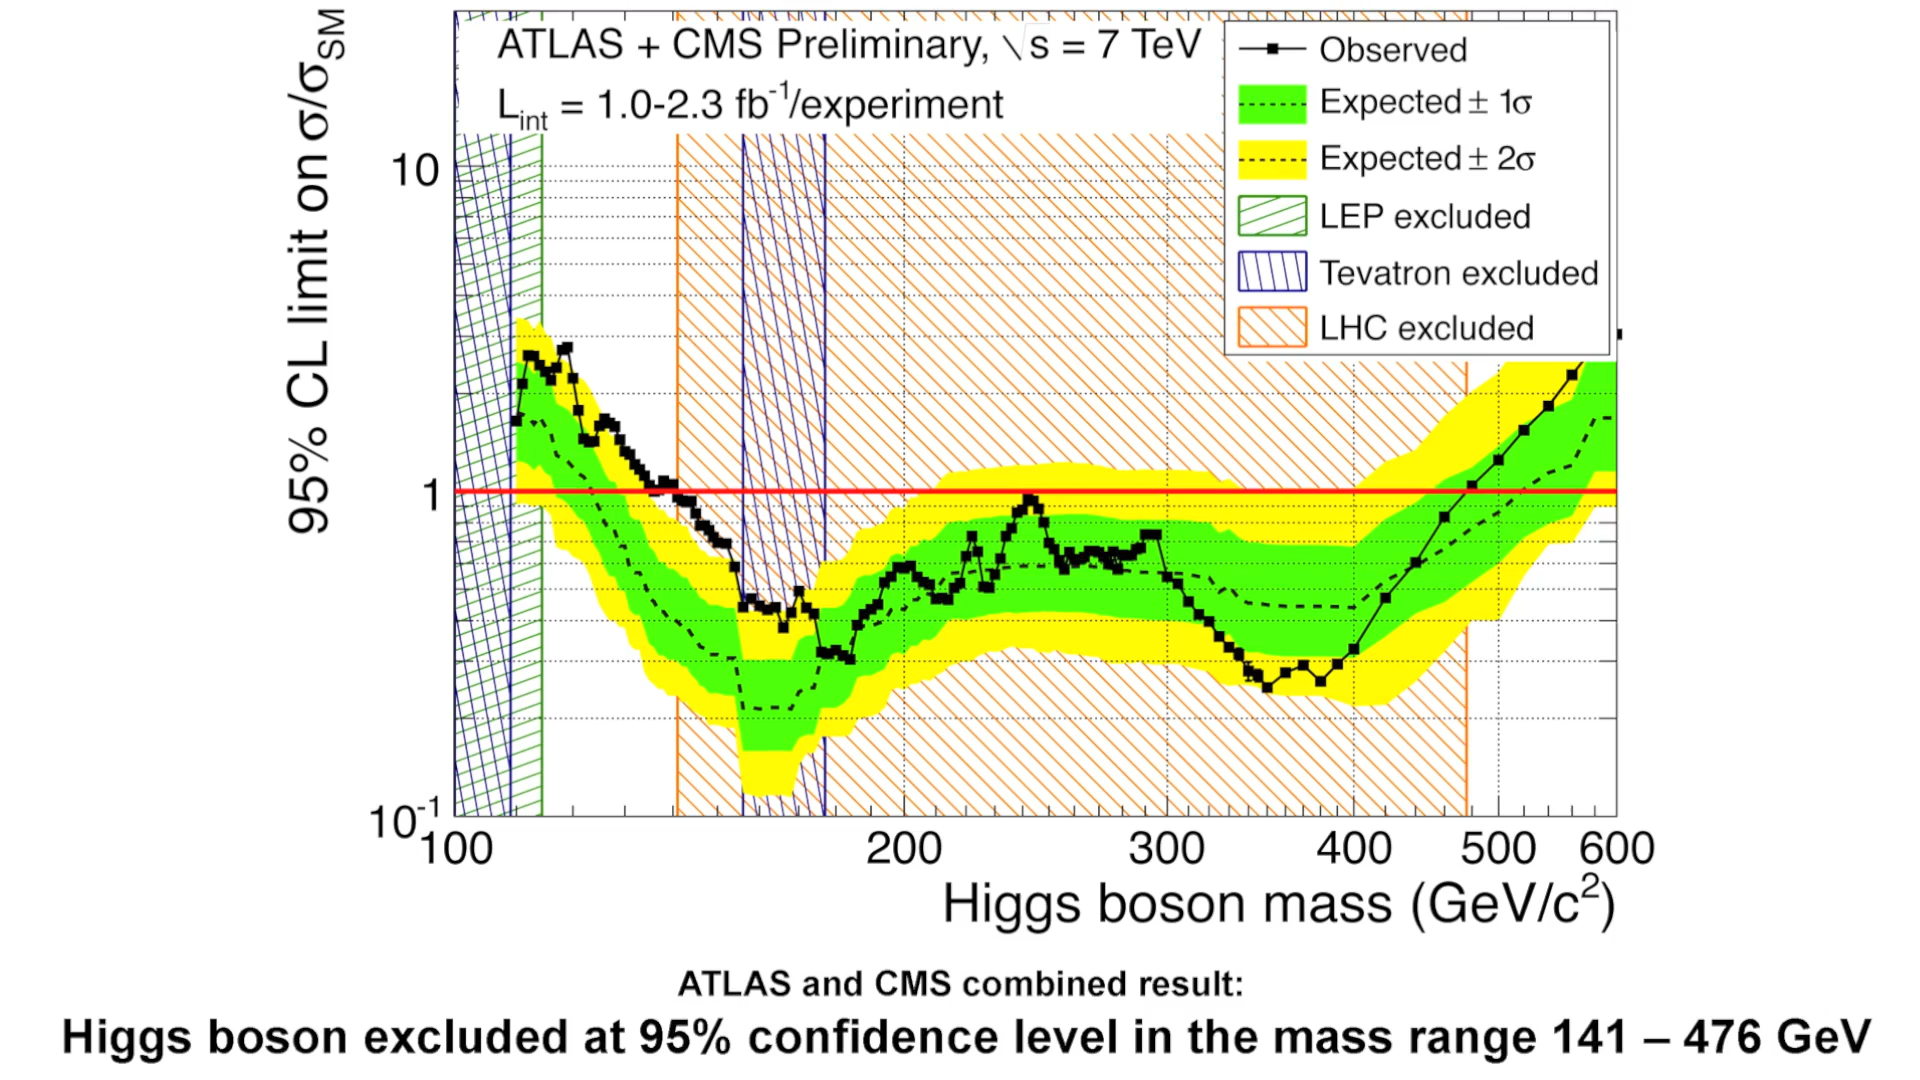 95% CL limit on σ/σSM
ATLAS + CMS Preliminary, √s = 7 TeV
Lint = 1.0-2.3 fb-1/experiment
Observed
Expected ± 1σ
Expected ± 2σ
LEP excluded
Tevatron excluded
LHC excluded
10
1
10-1
100 200 300 400 500 600
Higgs boson mass (GeV/c2)
ATLAS and CMS combined result:
Higgs boson excluded at 95% confidence level in the mass range 141 – 476 GeV